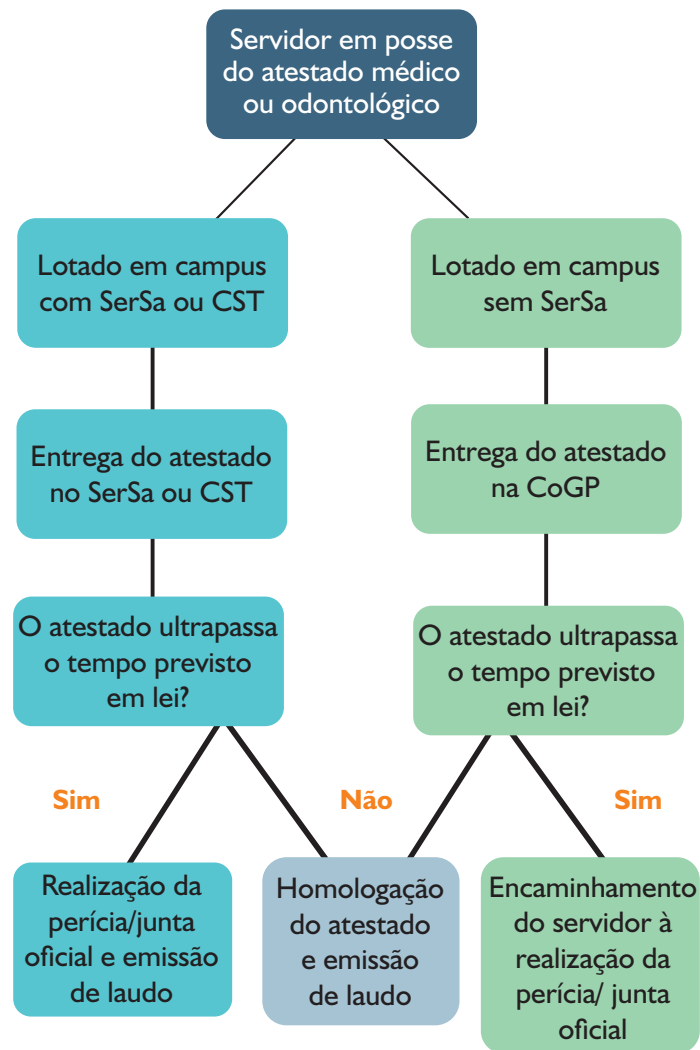 Servidor em posse
do atestado médico
ou odontológico
Lotado em campus
com SerSa ou CST
Lotado em campus
sem SerSa
Entrega do atestado
no SerSa ou CST
Entrega do atestado
na CoGP
O atestado ultrapassa
o tempo previsto
em lei?
O atestado ultrapassa
o tempo previsto
em lei?
Sim
Não
Sim
Realização da
perícia/junta
oficial e emissão
de laudo
Homologação
do atestado
e emissão
de laudo
Encaminhamento
do servidor à
realização da
perícia/ junta
oficial